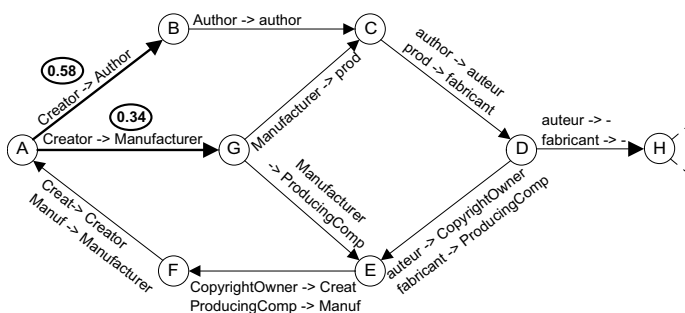 B
Author -> author
C
0.58
Creator -> Author
author -> auteur
prod -> fabricant
0.34
Manufacturer -> prod
auteur -> -
fabricant -> -
A
Creator -> Manufacturer
G
D
H
Manufacturer
-> ProducingComp
Creat-> Creator
Manuf -> Manufacturer
auteur -> CopyrightOwner
fabricant -> ProducingComp
F
E
CopyrightOwner -> Creat
ProducingComp -> Manuf